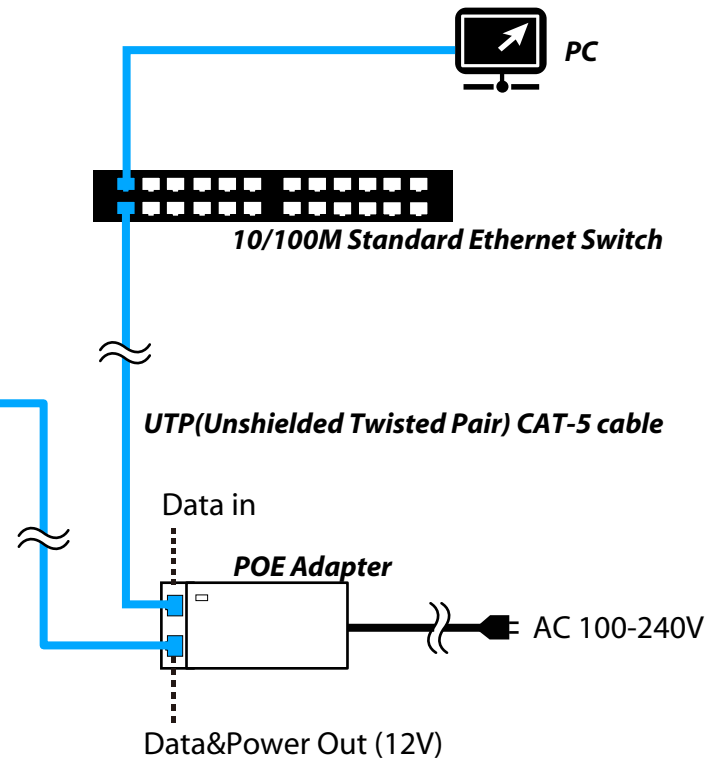 PC
10/100M Standard Ethernet Switch
UTP(Unshielded Twisted Pair) CAT-5 cable
Data in
POE Adapter
AC 100-240V
Data&Power Out (12V)